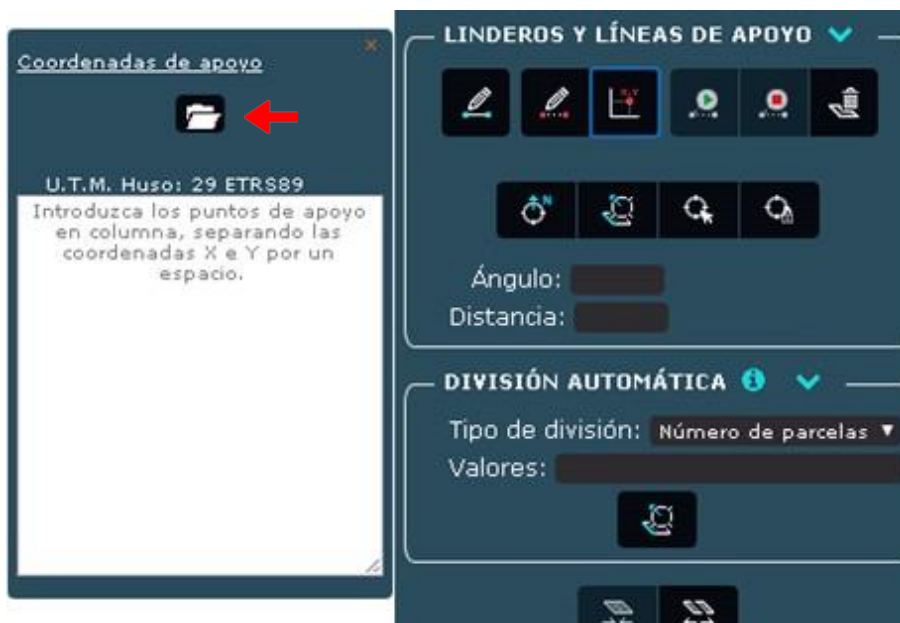 Coordenadas de apoyo
U.T.M. Huso: 29 ETRS89
Introduzca los puntos de apoyo
en columna, separando las
coordenadas X e Y por un
espacio.
LINDEROS Y LÍNEAS DE APOYO
X,Y
N
Ángulo:
Distancia:
DIVISIÓN AUTOMÁTICA
Tipo de división: Número de parcelas
Valores: